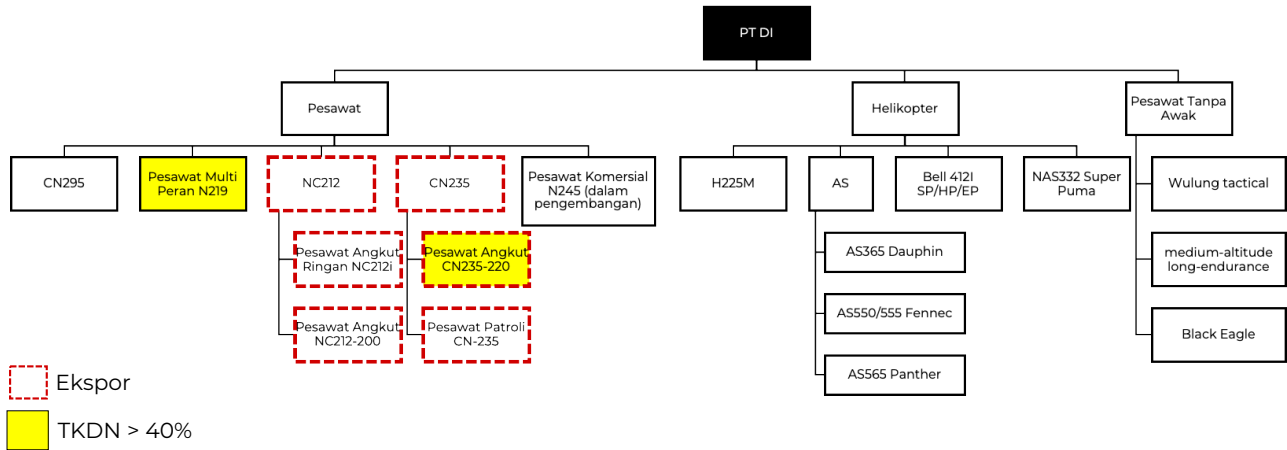 PT DI
Pesawat
Helikopter
Pesawat Tanpa
Awak
CN295
Pesawat Multi
Peran N219
NC212
CN235
Pesawat Komersial
N245 (dalam
pengembangan)
H225M
AS
Bell 412I
SP/HP/EP
NAS332 Super
Puma
Wulung tactical
Pesawat Angkut
Ringan NC212i
Pesawat Angkut
CN235-220
AS365 Dauphin
medium-altitude
long-endurance
Pesawat Angkut
NC212-200
Pesawat Patroli
CN-235
AS550/555 Fennec
Black Eagle
AS565 Panther
Ekspor
TKDN > 40%